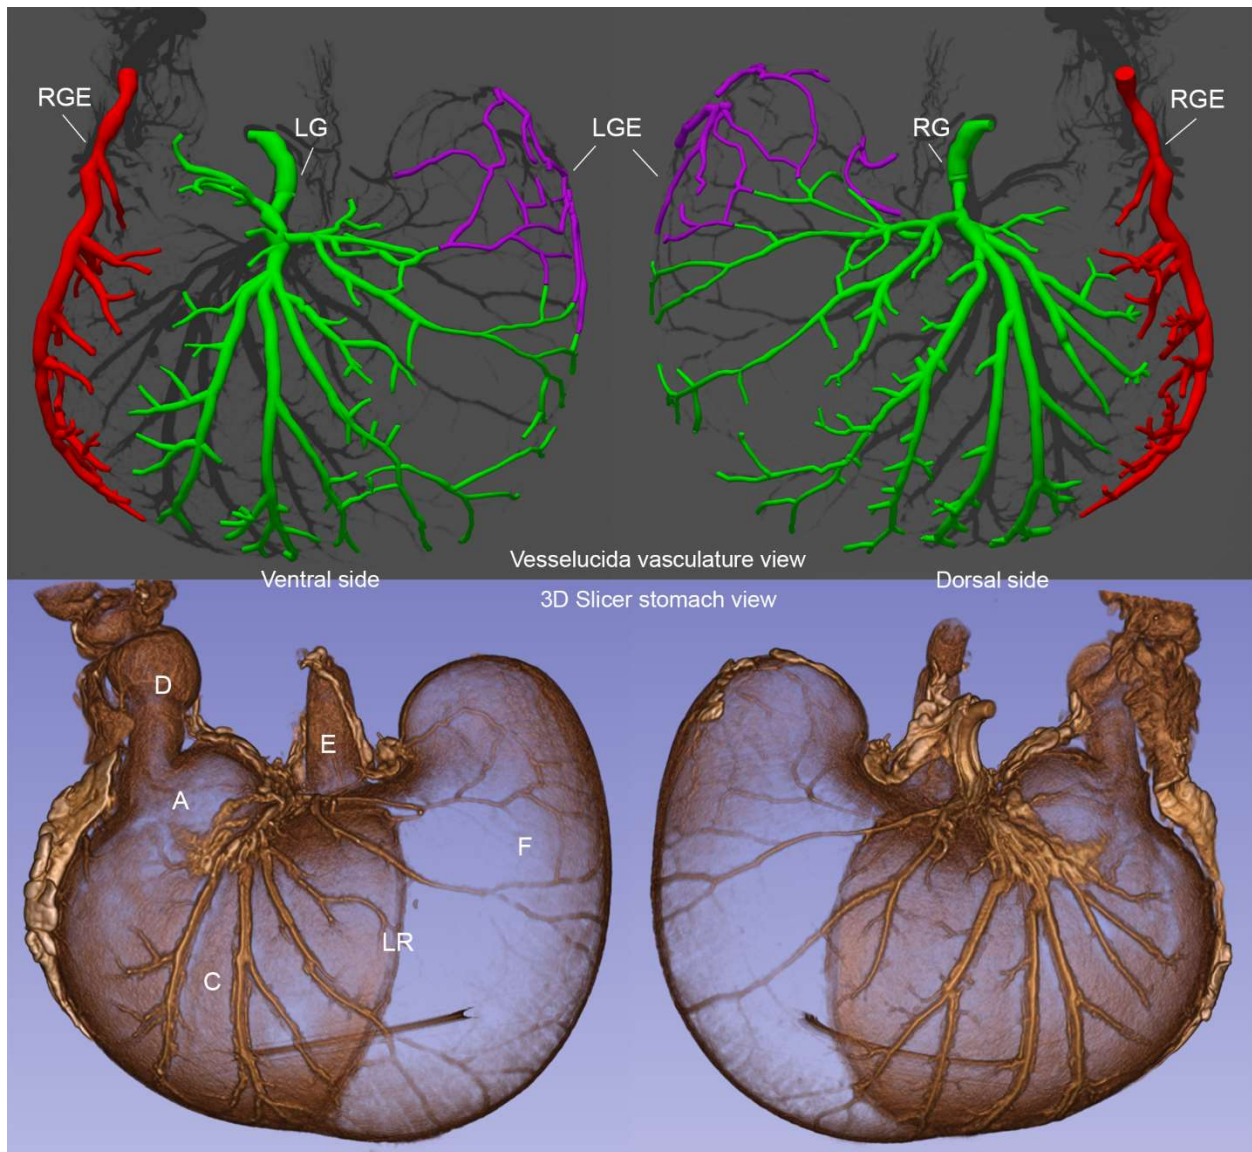 RGE
LG
LGE
RG
RGE
Vesselucida vasculature view
Ventral side
Dorsal side
3D Slicer stomach view
D
E
A
F
LR
C